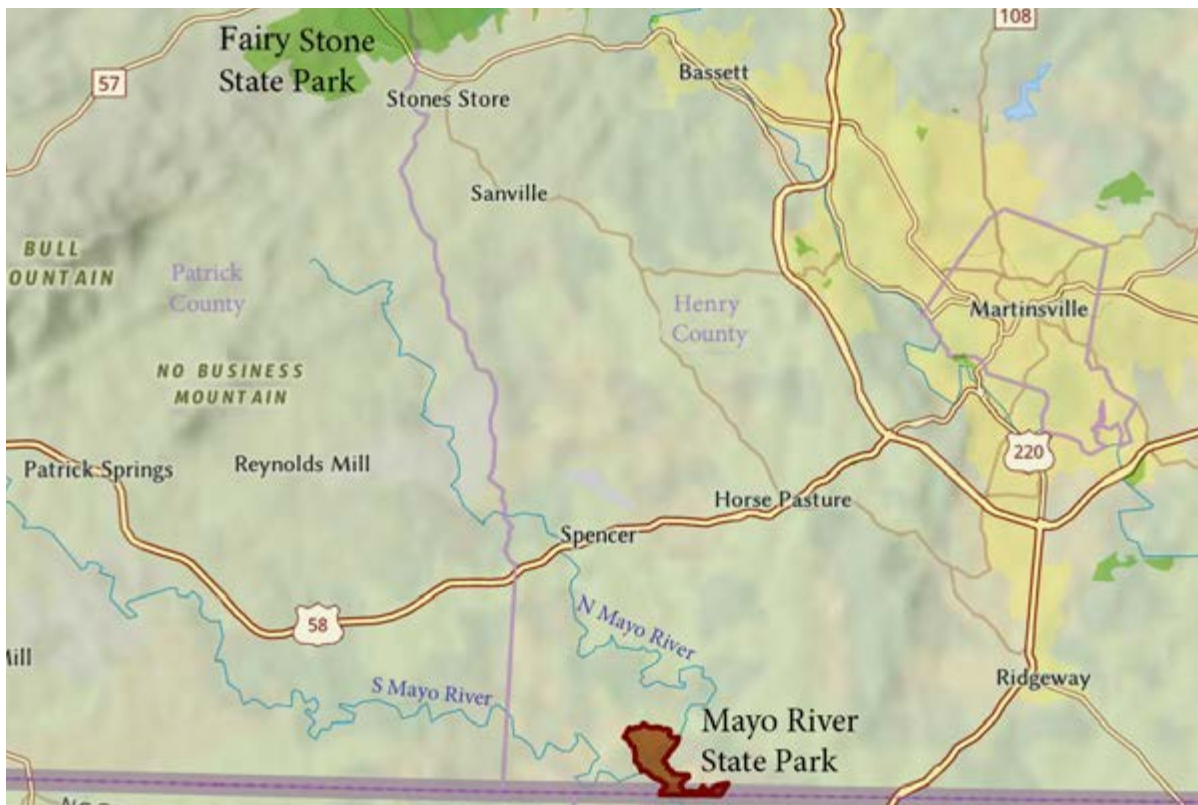 108
Fairy Stone
State Park
57
Bassett
Stones Store
Sanville
BULL
OUNTAIN
Patrick
County
Henry
County
Martinsville
NO BUSINESS
MOUNTAIN
220
Patrick Springs
Reynolds Mill
Horse Pasture
Spencer
58
N Mayo River
Mill
Ridgeway
S Mayo River
Mayo River
State Park